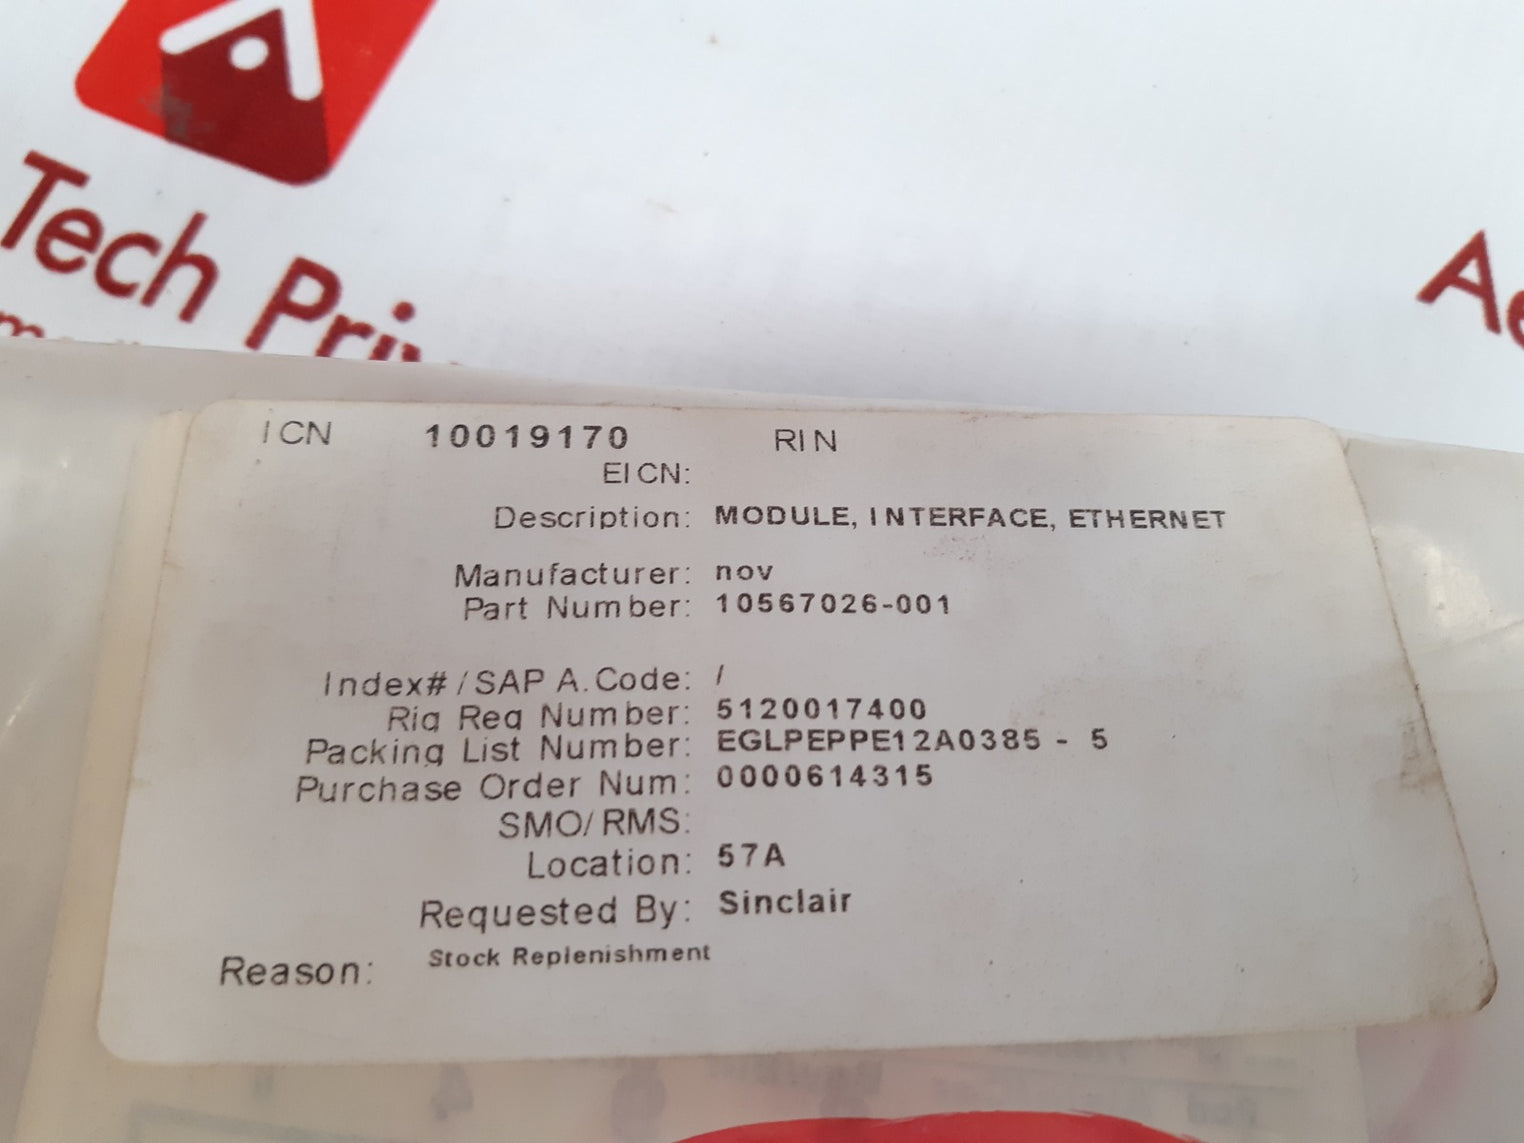 Tech
ICN 10019170 RIN
EICN:
Description: MODULE, INTERFACE, ETHERNET
Manufacturer: nov
Part Number: 10567026-001
Index#/SAP A.Code: /
Rig Req Number: 5120017400
Packing List Number: EGLPEPPE12A0385 - 5
Purchase Order Num: 0000614315
SMO/RMS:
Location: 57A
Requested By: Sinclair
Reason: Stock Replenishment